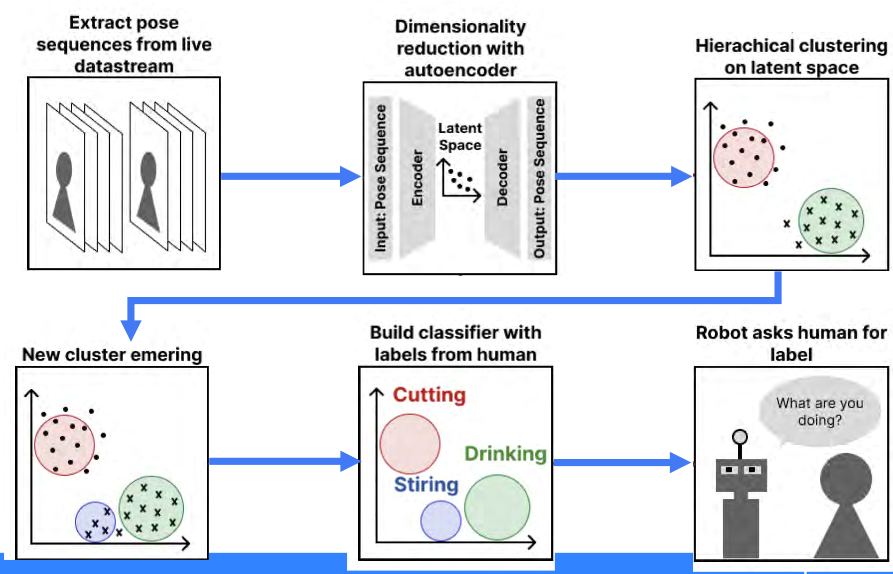 Extract pose
sequences from live
datastream
Dimensionality
reduction with
autoencoder
Input: Pose Sequence
Encoder
Latent
Space
Decoder
Output: Pose Sequence
Hierachical clustering
on latent space
New cluster emering
Build classifier with
labels from human
Cutting
Drinking
Stiring
Robot asks human for
label
What are you
doing?